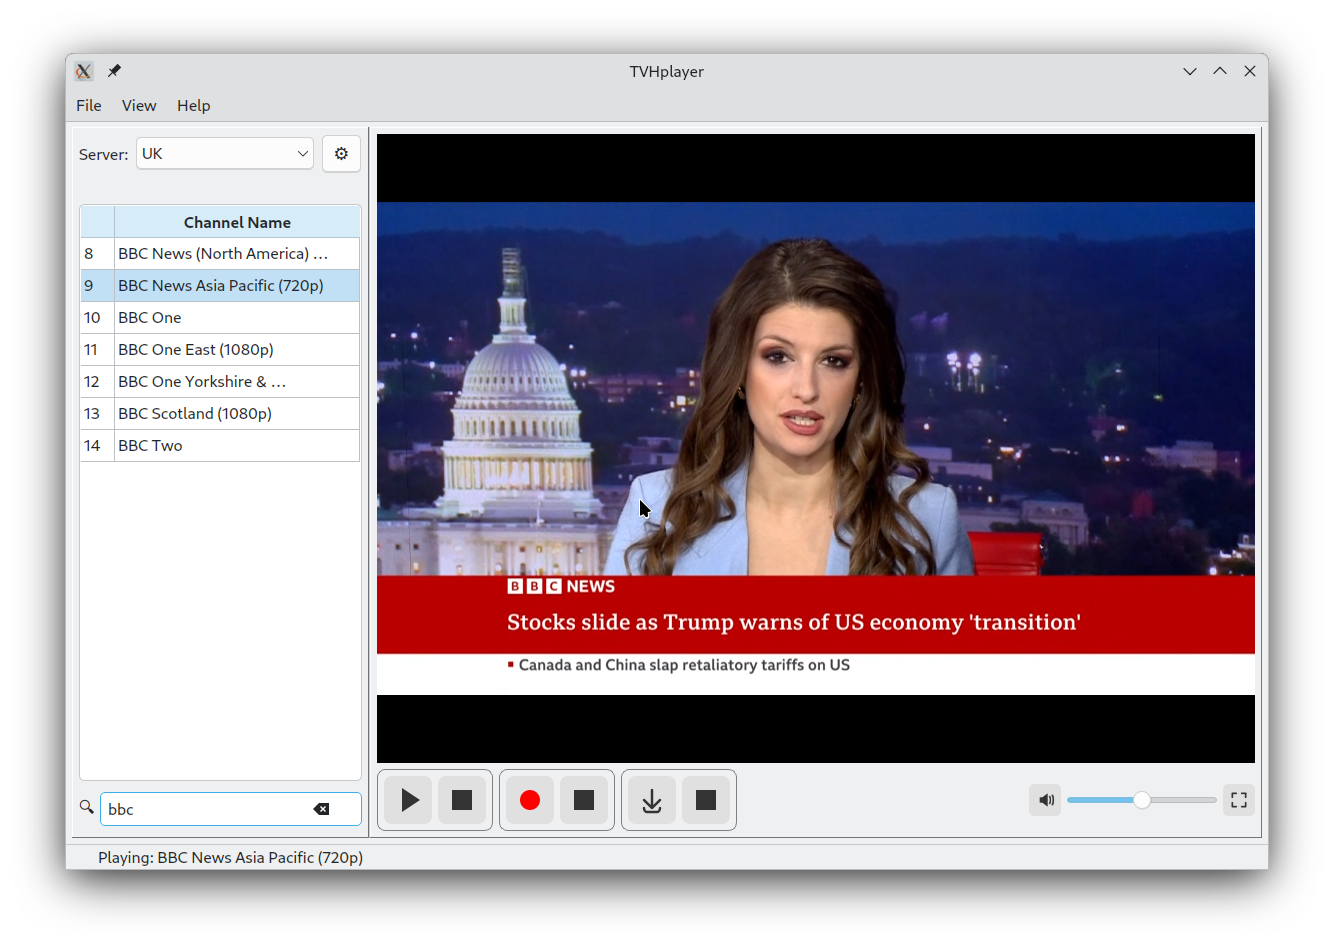 TVHplayer
File View Help
Server: UK
Channel Name
8 BBC News (North America) ...
9 BBC News Asia Pacific (720p)
10 BBC One
11 BBC One East (1080p)
12 BBC One Yorkshire & ...
13 BBC Scotland (1080p)
14 BBC Two
BBC NEWS
Stocks slide as Trump warns of US economy 'transition'
Canada and China slap retaliatory tariffs on US
bbc
Playing: BBC News Asia Pacific (720p)